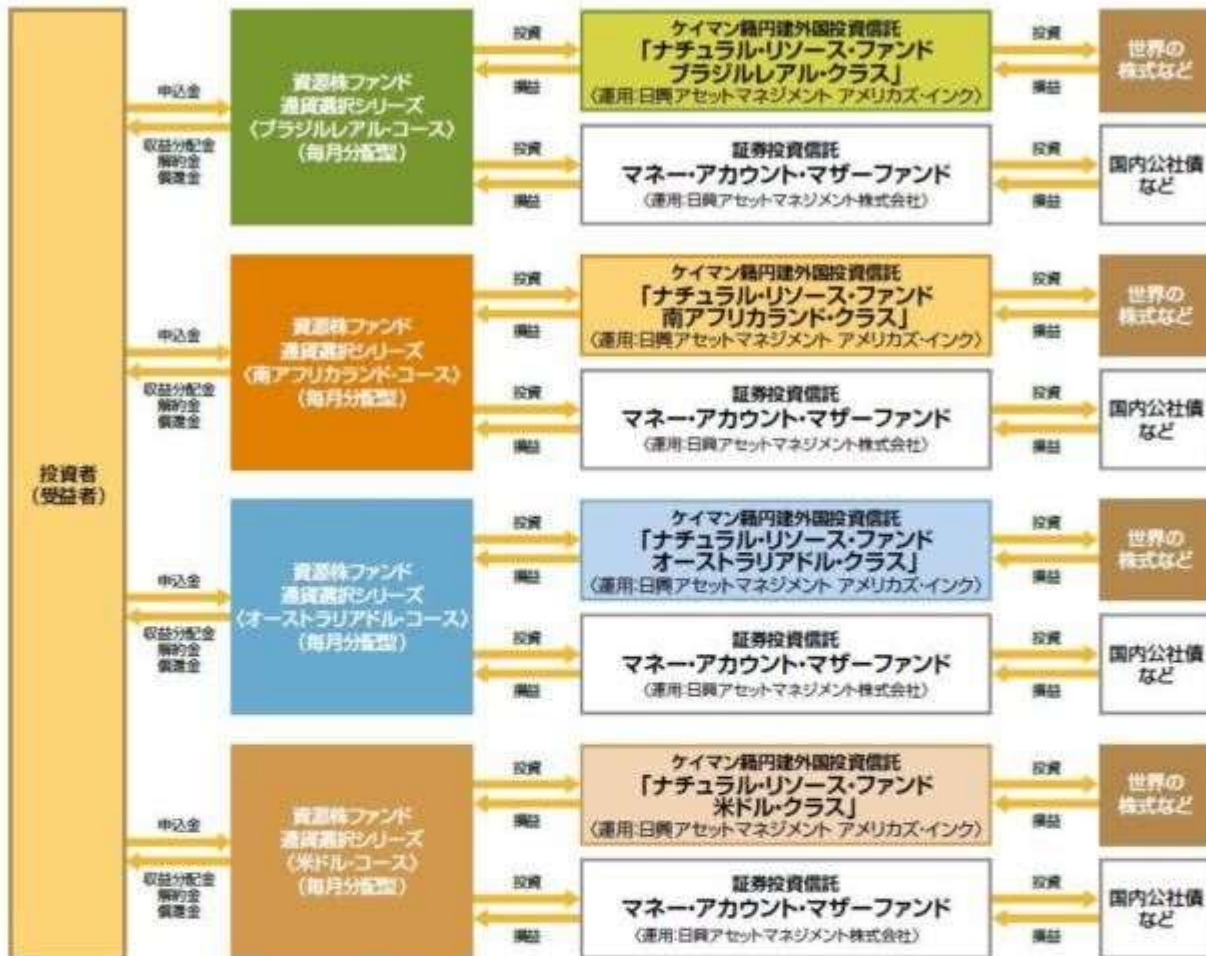 投資者
(受益者)
申込金
収益分配金
解約金
償還金
資源株ファンド
通貨選択シリーズ
〈ブラジルレアル・コース〉
(毎月分配型)
投資
損益
ケイマン籍円建外国投資信託
「ナチュラル・リソース・ファンド
ブラジルレアル・クラス」
〈運用:日興アセットマネジメント アメリカズ・インク〉
投資
損益
世界の
株式など
投資
損益
証券投資信託
マネー・アカウント・マザーファンド
〈運用:日興アセットマネジメント株式会社〉
投資
損益
国内公社債
など
申込金
収益分配金
解約金
償還金
資源株ファンド
通貨選択シリーズ
〈南アフリカランド・コース〉
(毎月分配型)
投資
損益
ケイマン籍円建外国投資信託
「ナチュラル・リソース・ファンド
南アフリカランド・クラス」
〈運用:日興アセットマネジメント アメリカズ・インク〉
投資
損益
世界の
株式など
投資
損益
証券投資信託
マネー・アカウント・マザーファンド
〈運用:日興アセットマネジメント株式会社〉
投資
損益
国内公社債
など
申込金
収益分配金
解約金
償還金
資源株ファンド
通貨選択シリーズ
〈オーストラリアドル・コース〉
(毎月分配型)
投資
損益
ケイマン籍円建外国投資信託
「ナチュラル・リソース・ファンド
オーストラリアドル・クラス」
〈運用:日興アセットマネジメント アメリカズ・インク〉
投資
損益
世界の
株式など
投資
損益
証券投資信託
マネー・アカウント・マザーファンド
〈運用:日興アセットマネジメント株式会社〉
投資
損益
国内公社債
など
申込金
収益分配金
解約金
償還金
資源株ファンド
通貨選択シリーズ
〈米ドル・コース〉
(毎月分配型)
投資
損益
ケイマン籍円建外国投資信託
「ナチュラル・リソース・ファンド
米ドル・クラス」
〈運用:日興アセットマネジメント アメリカズ・インク〉
投資
損益
世界の
株式など
投資
損益
証券投資信託
マネー・アカウント・マザーファンド
〈運用:日興アセットマネジメント株式会社〉
投資
損益
国内公社債
など